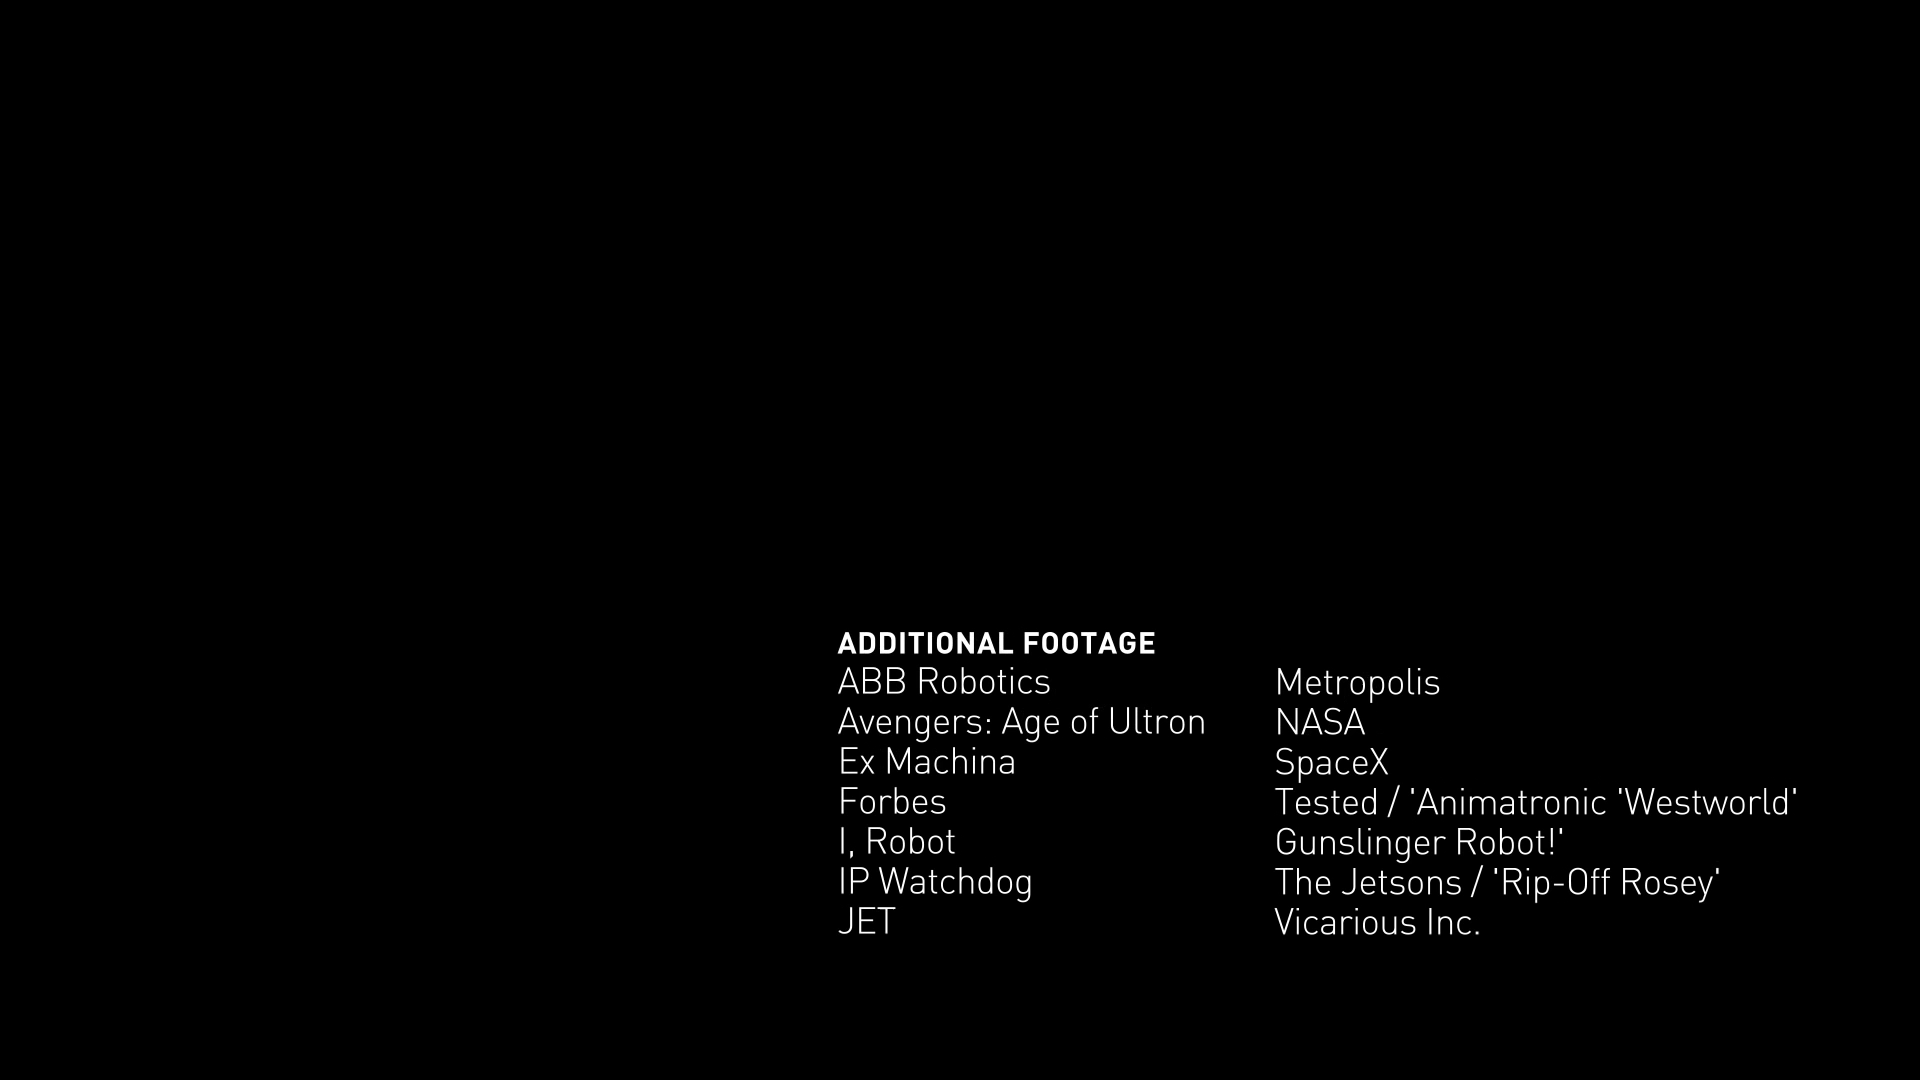 ADDITIONAL FOOTAGE
ABB Robotics
Avengers: Age of Ultron
Ex Machina
Forbes
I, Robot
IP Watchdog
JET
Metropolis
NASA
SpaceX
Tested / 'Animatronic 'Westworld'
Gunslinger Robot!'
The Jetsons / 'Rip-Off Rosey'
Vicarious Inc.